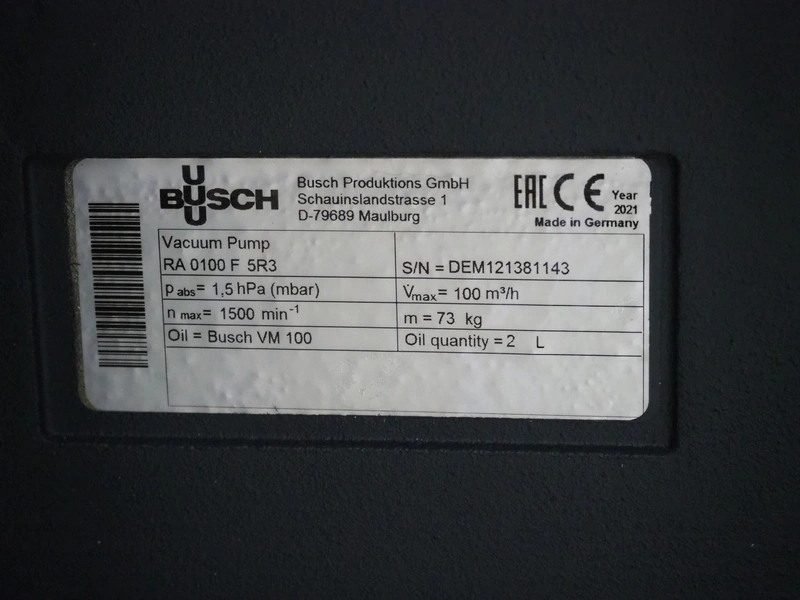 BUSCH
Busch Produktions GmbH
Schauinslandstrasse 1
D-79689 Maulburg
EAC CE Year
2021
Made in Germany
Vacuum Pump
RA 0100 F 5R3
S/N = DEM121381143
p abs= 1,5 hPa (mbar)
V̇max= 100 m³/h
n max= 1500 min⁻¹
m = 73 kg
Oil = Busch VM 100
Oil quantity = 2 L